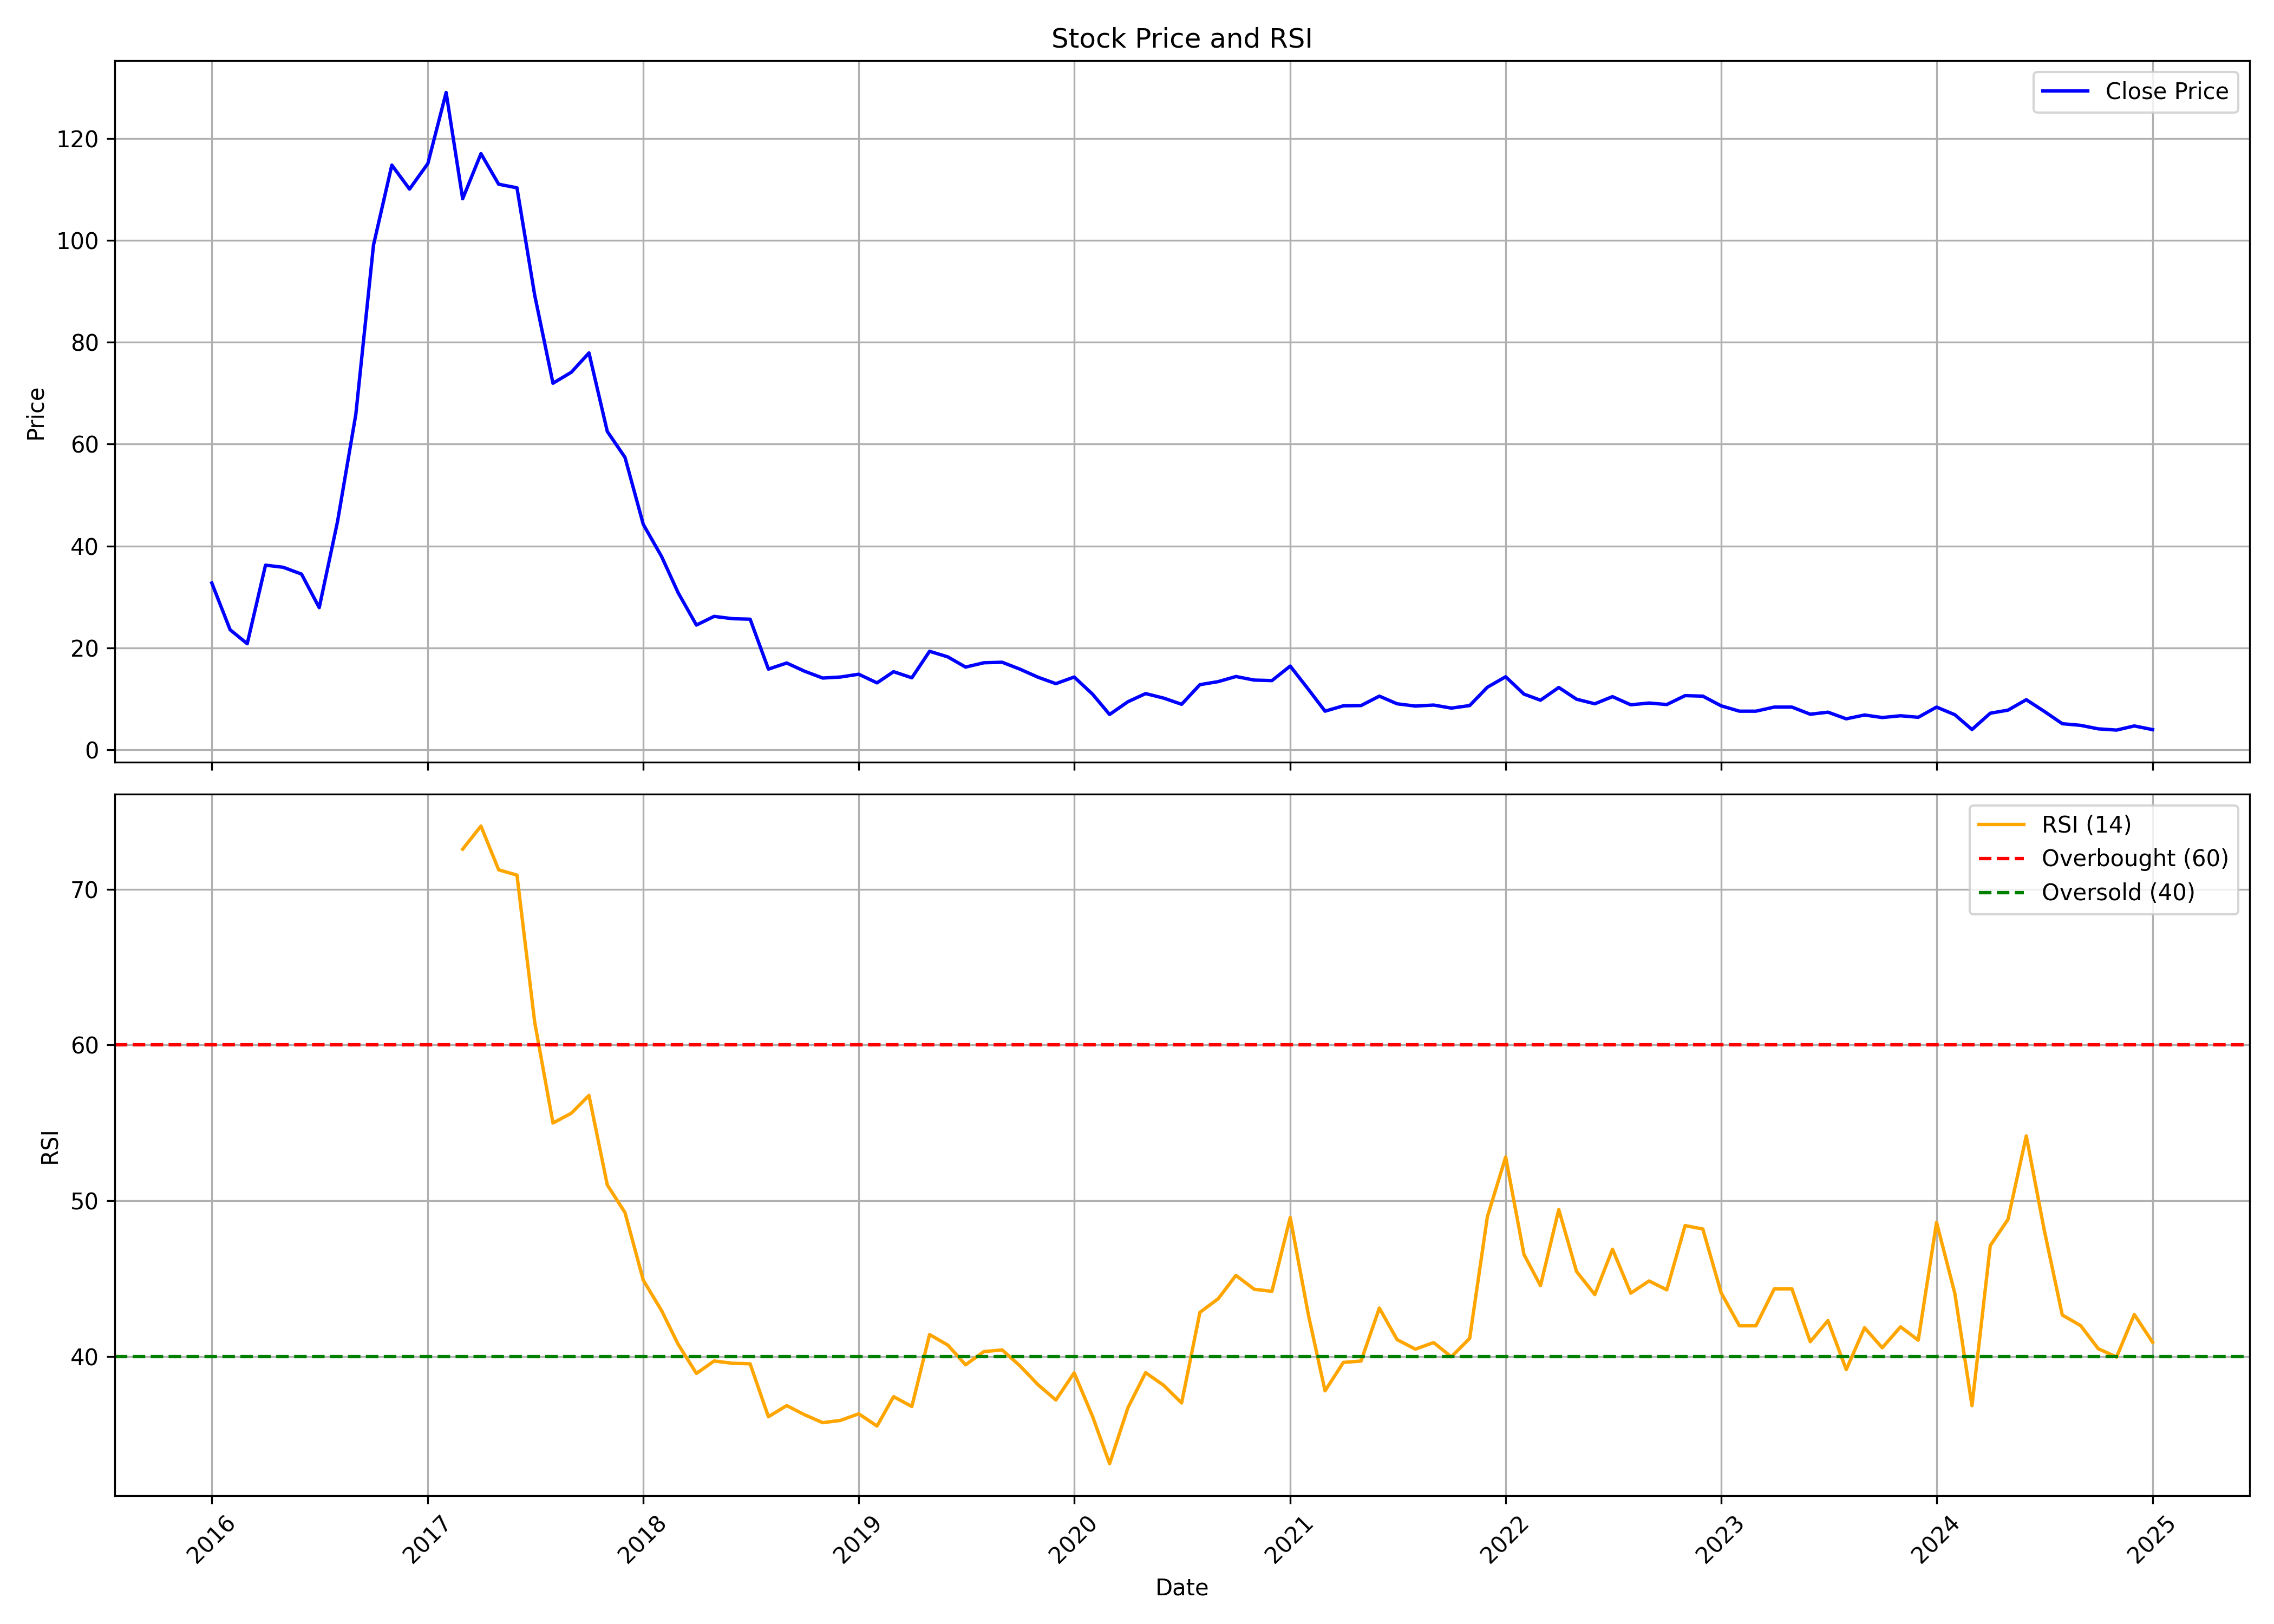 Stock Price and RSI
Close Price
Price
120
100
80
60
40
20
0
RSI (14)
Overbought (60)
Oversold (40)
RSI
70
60
50
40
2016
2017
2018
2019
2020
2021
2022
2023
2024
2025
Date